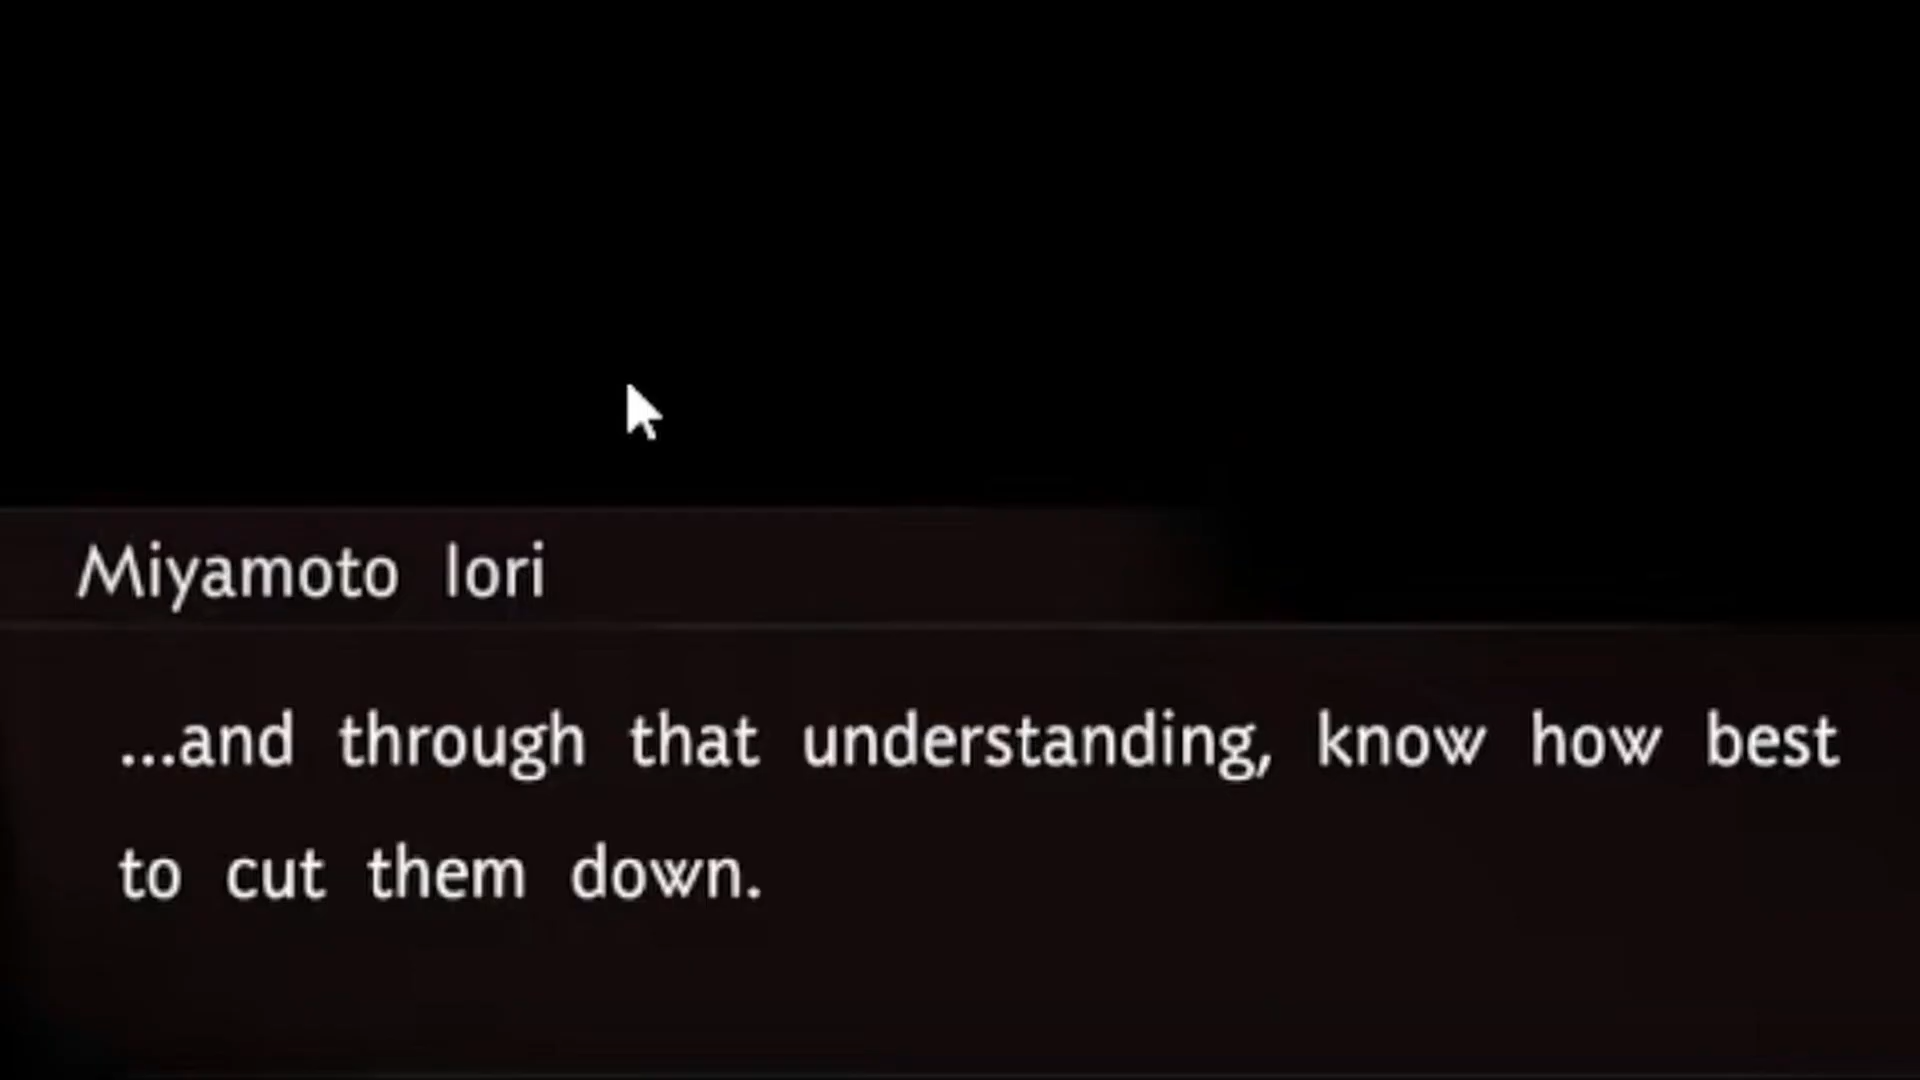 Miyamoto Iori
...and through that understanding, know how best
to cut them down.